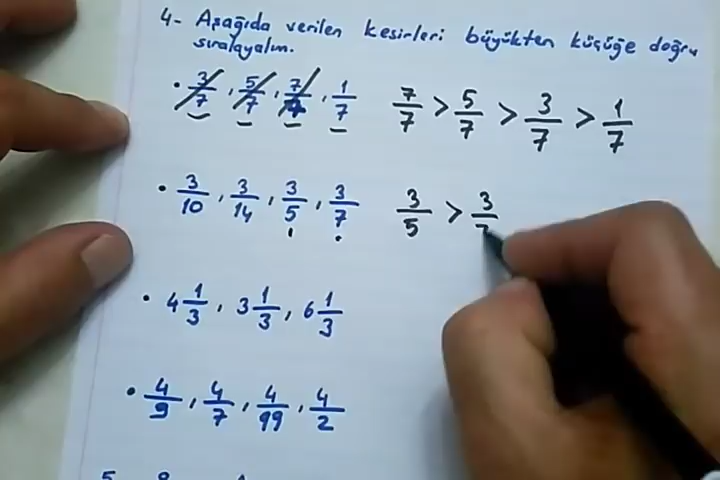 4- Aşağıda verilen kesirleri büyükten küçüğe doğru
sıralayalım.
• 3/7, 5/7, 7/7, 1/7 7/7 > 5/7 > 3/7 > 1/7
• 3/10, 3/14, 3/5, 3/7 3/5 > 3/7
• 4 1/3, 3 1/3, 6 1/3
• 4/9, 4/7, 4/99, 4/2